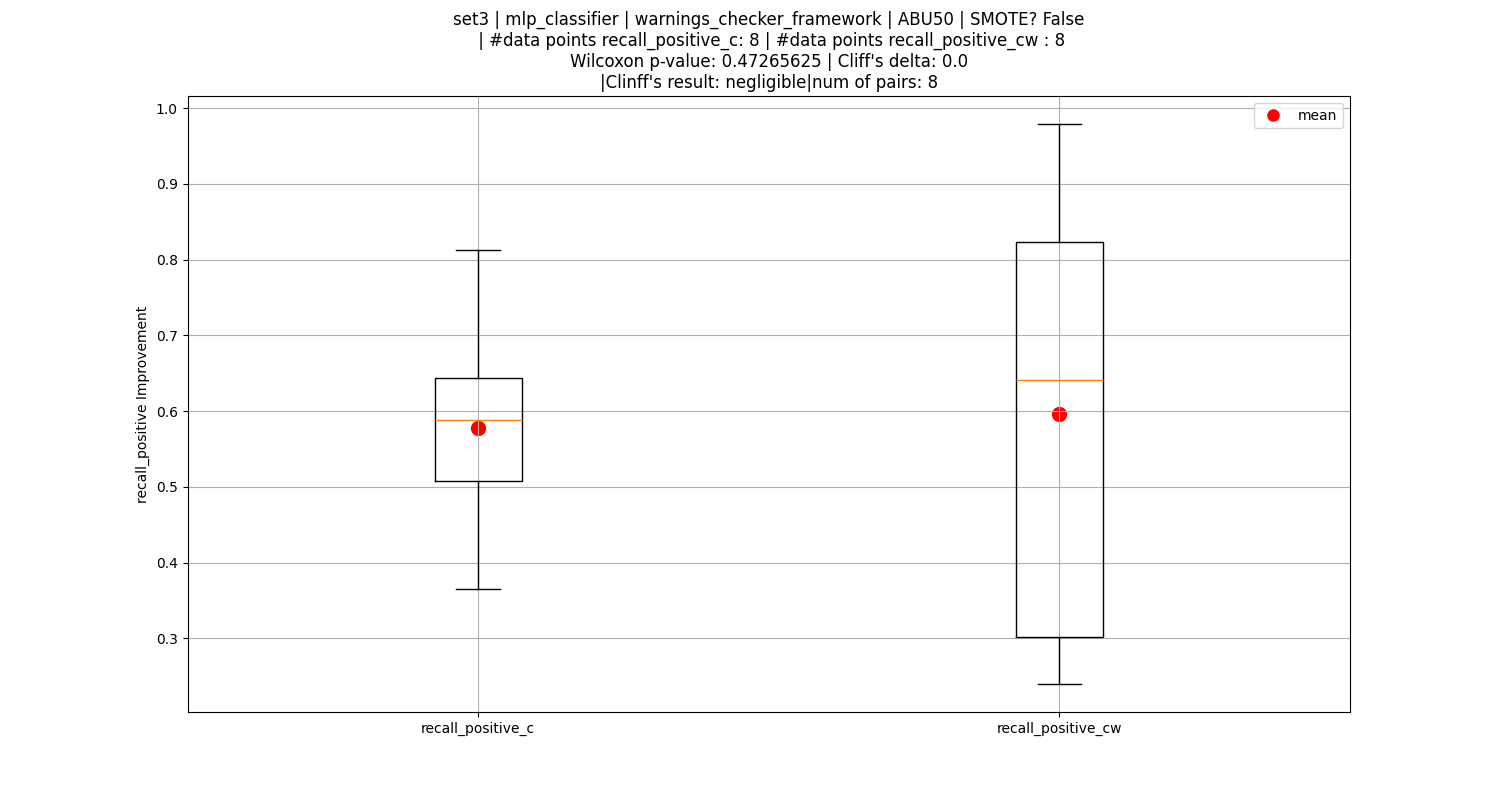 set3 | mlp_classifier | warnings_checker_framework | ABU50 | SMOTE? False
| #data points recall_positive_c: 8 | #data points recall_positive_cw : 8
Wilcoxon p-value: 0.47265625 | Cliff's delta: 0.0
|Clinff's result: negligible|num of pairs: 8
mean
1.0
0.9
0.8
0.7
0.6
0.5
0.4
0.3
recall_positive Improvement
recall_positive_c
recall_positive_cw